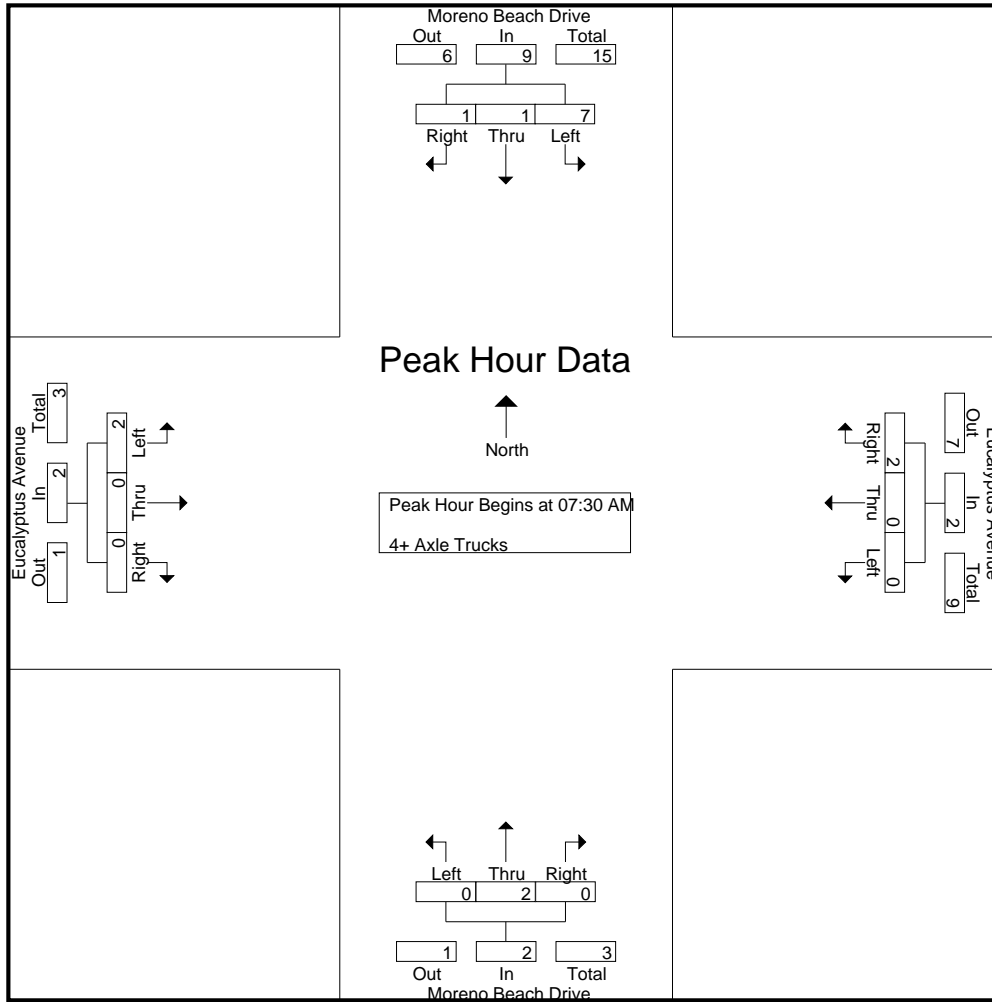 Moreno Beach Drive
Out In Total
6 9 15
1 1 7
Right Thru Left
Peak Hour Data
North
Peak Hour Begins at 07:30 AM
4+ Axle Trucks
Eucalyptus Avenue
Total In Out
3 2 1
2 0 0
Left Thru Right
Right Thru Left
2 0 0
7 2 9
Out In Total
Eucalyptus Avenue
Left Thru Right
0 2 0
1 2 3
Out In Total
Moreno Beach Drive